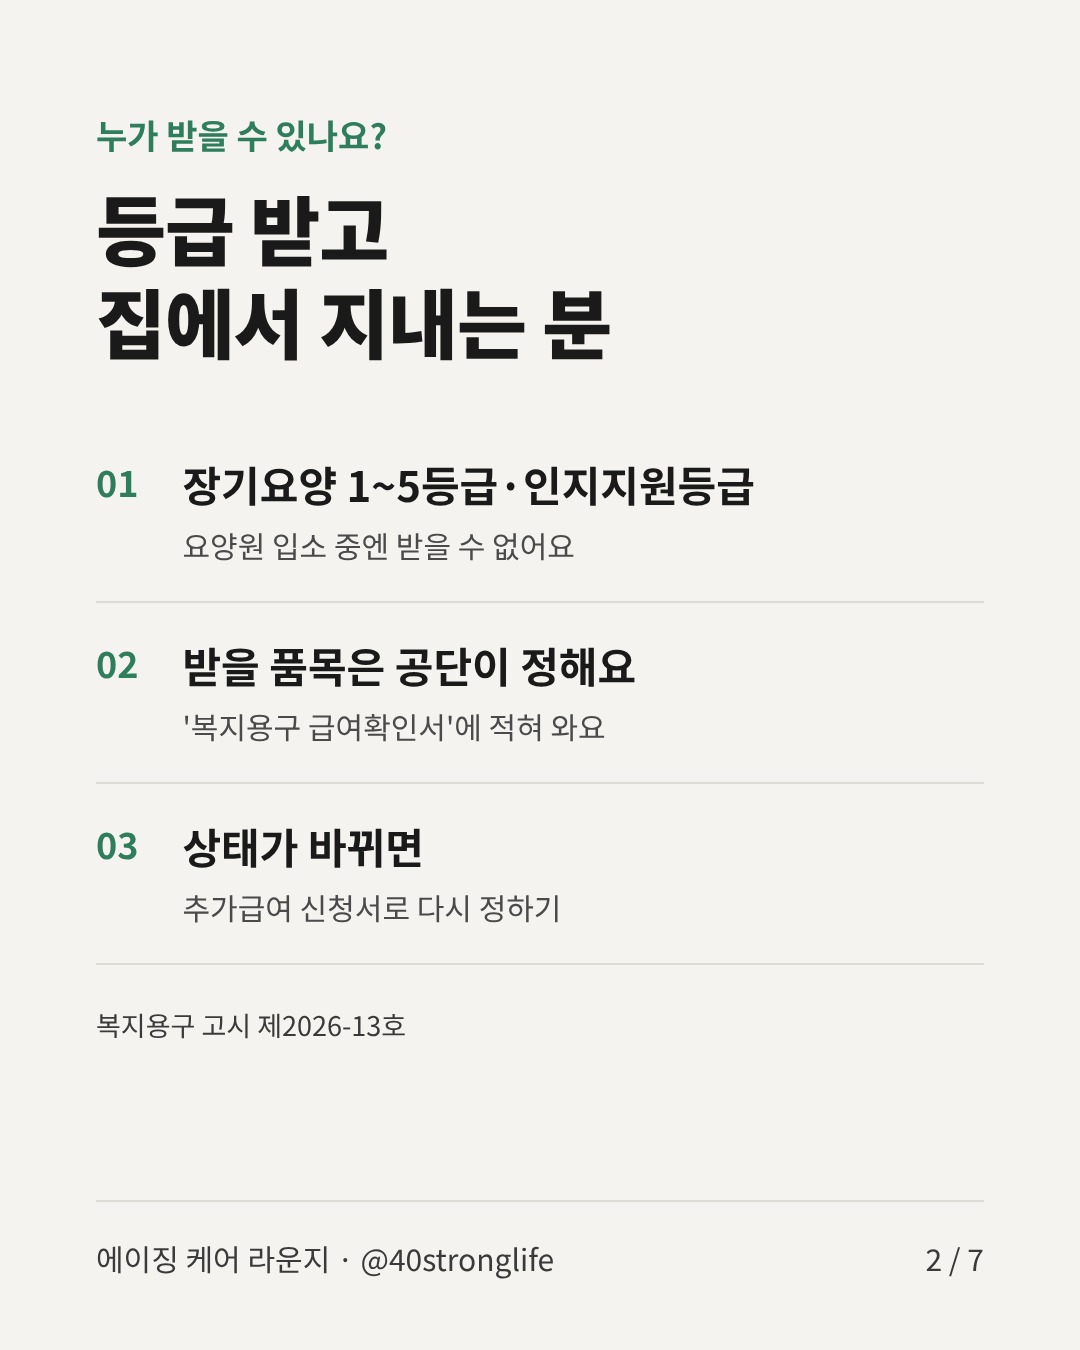 누가 받을 수 있나요?
등급 받고
집에서 지내는 분
01 장기요양 1~5등급·인지지원등급
요양원 입소 중엔 받을 수 없어요
02 받을 품목은 공단이 정해요
'복지용구 급여확인서'에 적혀 와요
03 상태가 바뀌면
추가급여 신청서로 다시 정하기
복지용구 고시 제2026-13호
에이징 케어 라운지 · @40stronglife 2 / 7